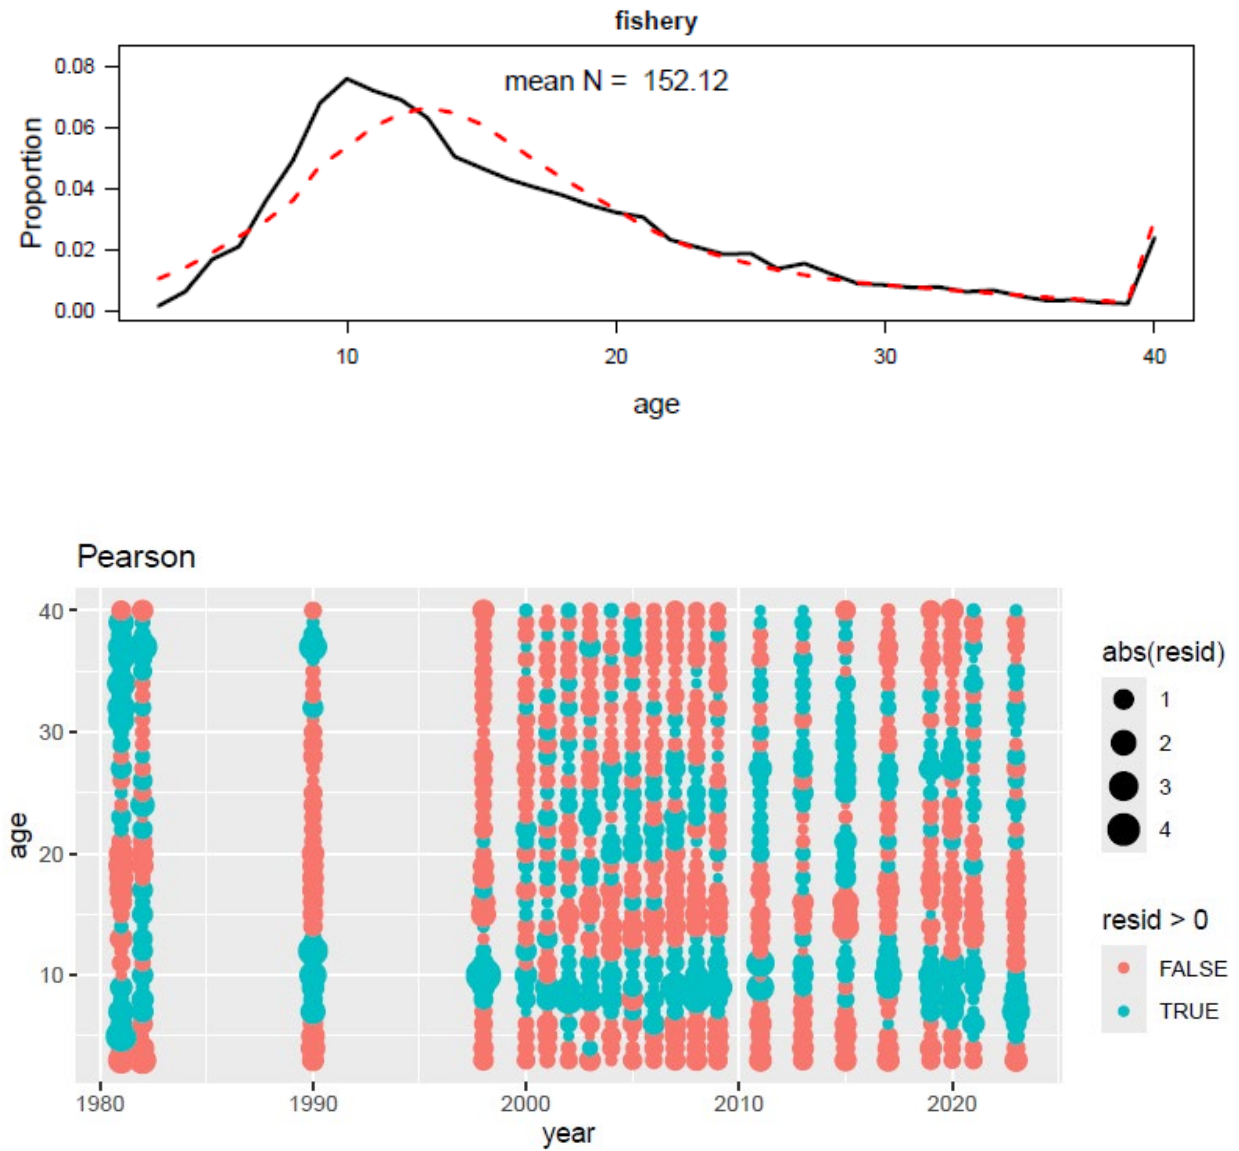 fishery
mean N = 152.12
Proportion
0.08
0.06
0.04
0.02
0.00
10 20 30 40
age
Pearson
age
40
30
20
10
1980 1990 2000 2010 2020
year
abs(resid)
1
2
3
4
resid > 0
FALSE
TRUE